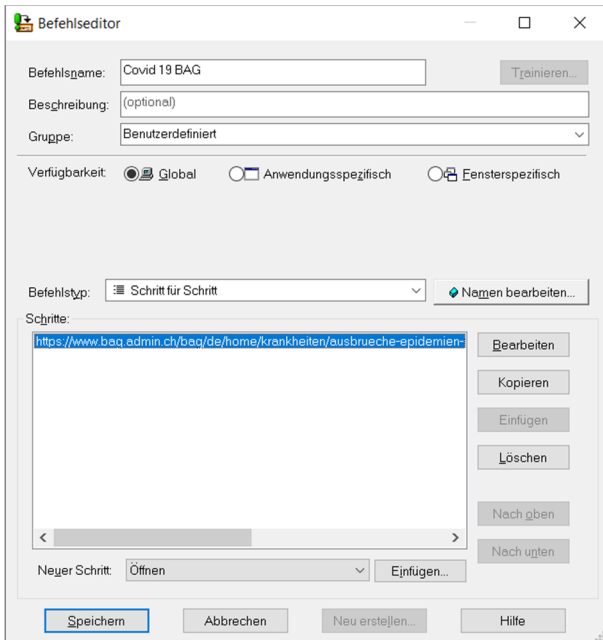 Befehlseditor
Befehlsname: Covid 19 BAG Trainieren...
Beschreibung: (optional)
Gruppe: Benutzerdefiniert
Verfügbarkeit: Global Anwendungsspezifisch Fensterspezifisch
Befehlstyp: Schritt für Schritt Namen bearbeiten...
Schritte:
https://www.bag.admin.ch/bag/de/home/krankheiten/ausbrueche-epidemien- Bearbeiten
Kopieren
Einfügen
Löschen
Nach oben
Nach unten
Neuer Schritt: Öffnen Einfügen...
Speichern Abbrechen Neu erstellen... Hilfe